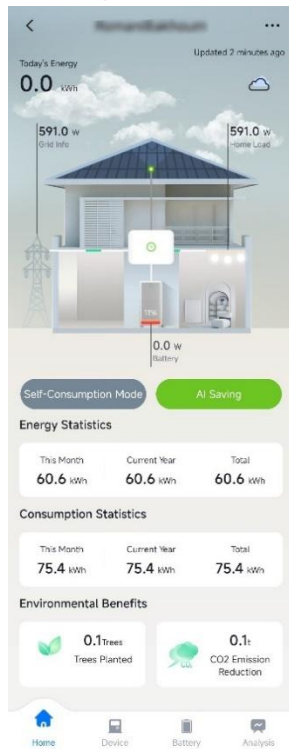 Updated 2 minutes ago
Today's Energy
0.0 kWh
591.0 w
Grid Info
591.0 w
Home Load
11%
0.0 w
Battery
Self-Consumption Mode
AI Saving
Energy Statistics
This Month
Current Year
Total
60.6 kWh
60.6 kWh
60.6 kWh
Consumption Statistics
This Month
Current Year
Total
75.4 kWh
75.4 kWh
75.4 kWh
Environmental Benefits
0.1Trees
Trees Planted
CO2
0.1t
CO2 Emission
Reduction
Home
Device
Battery
Analysis